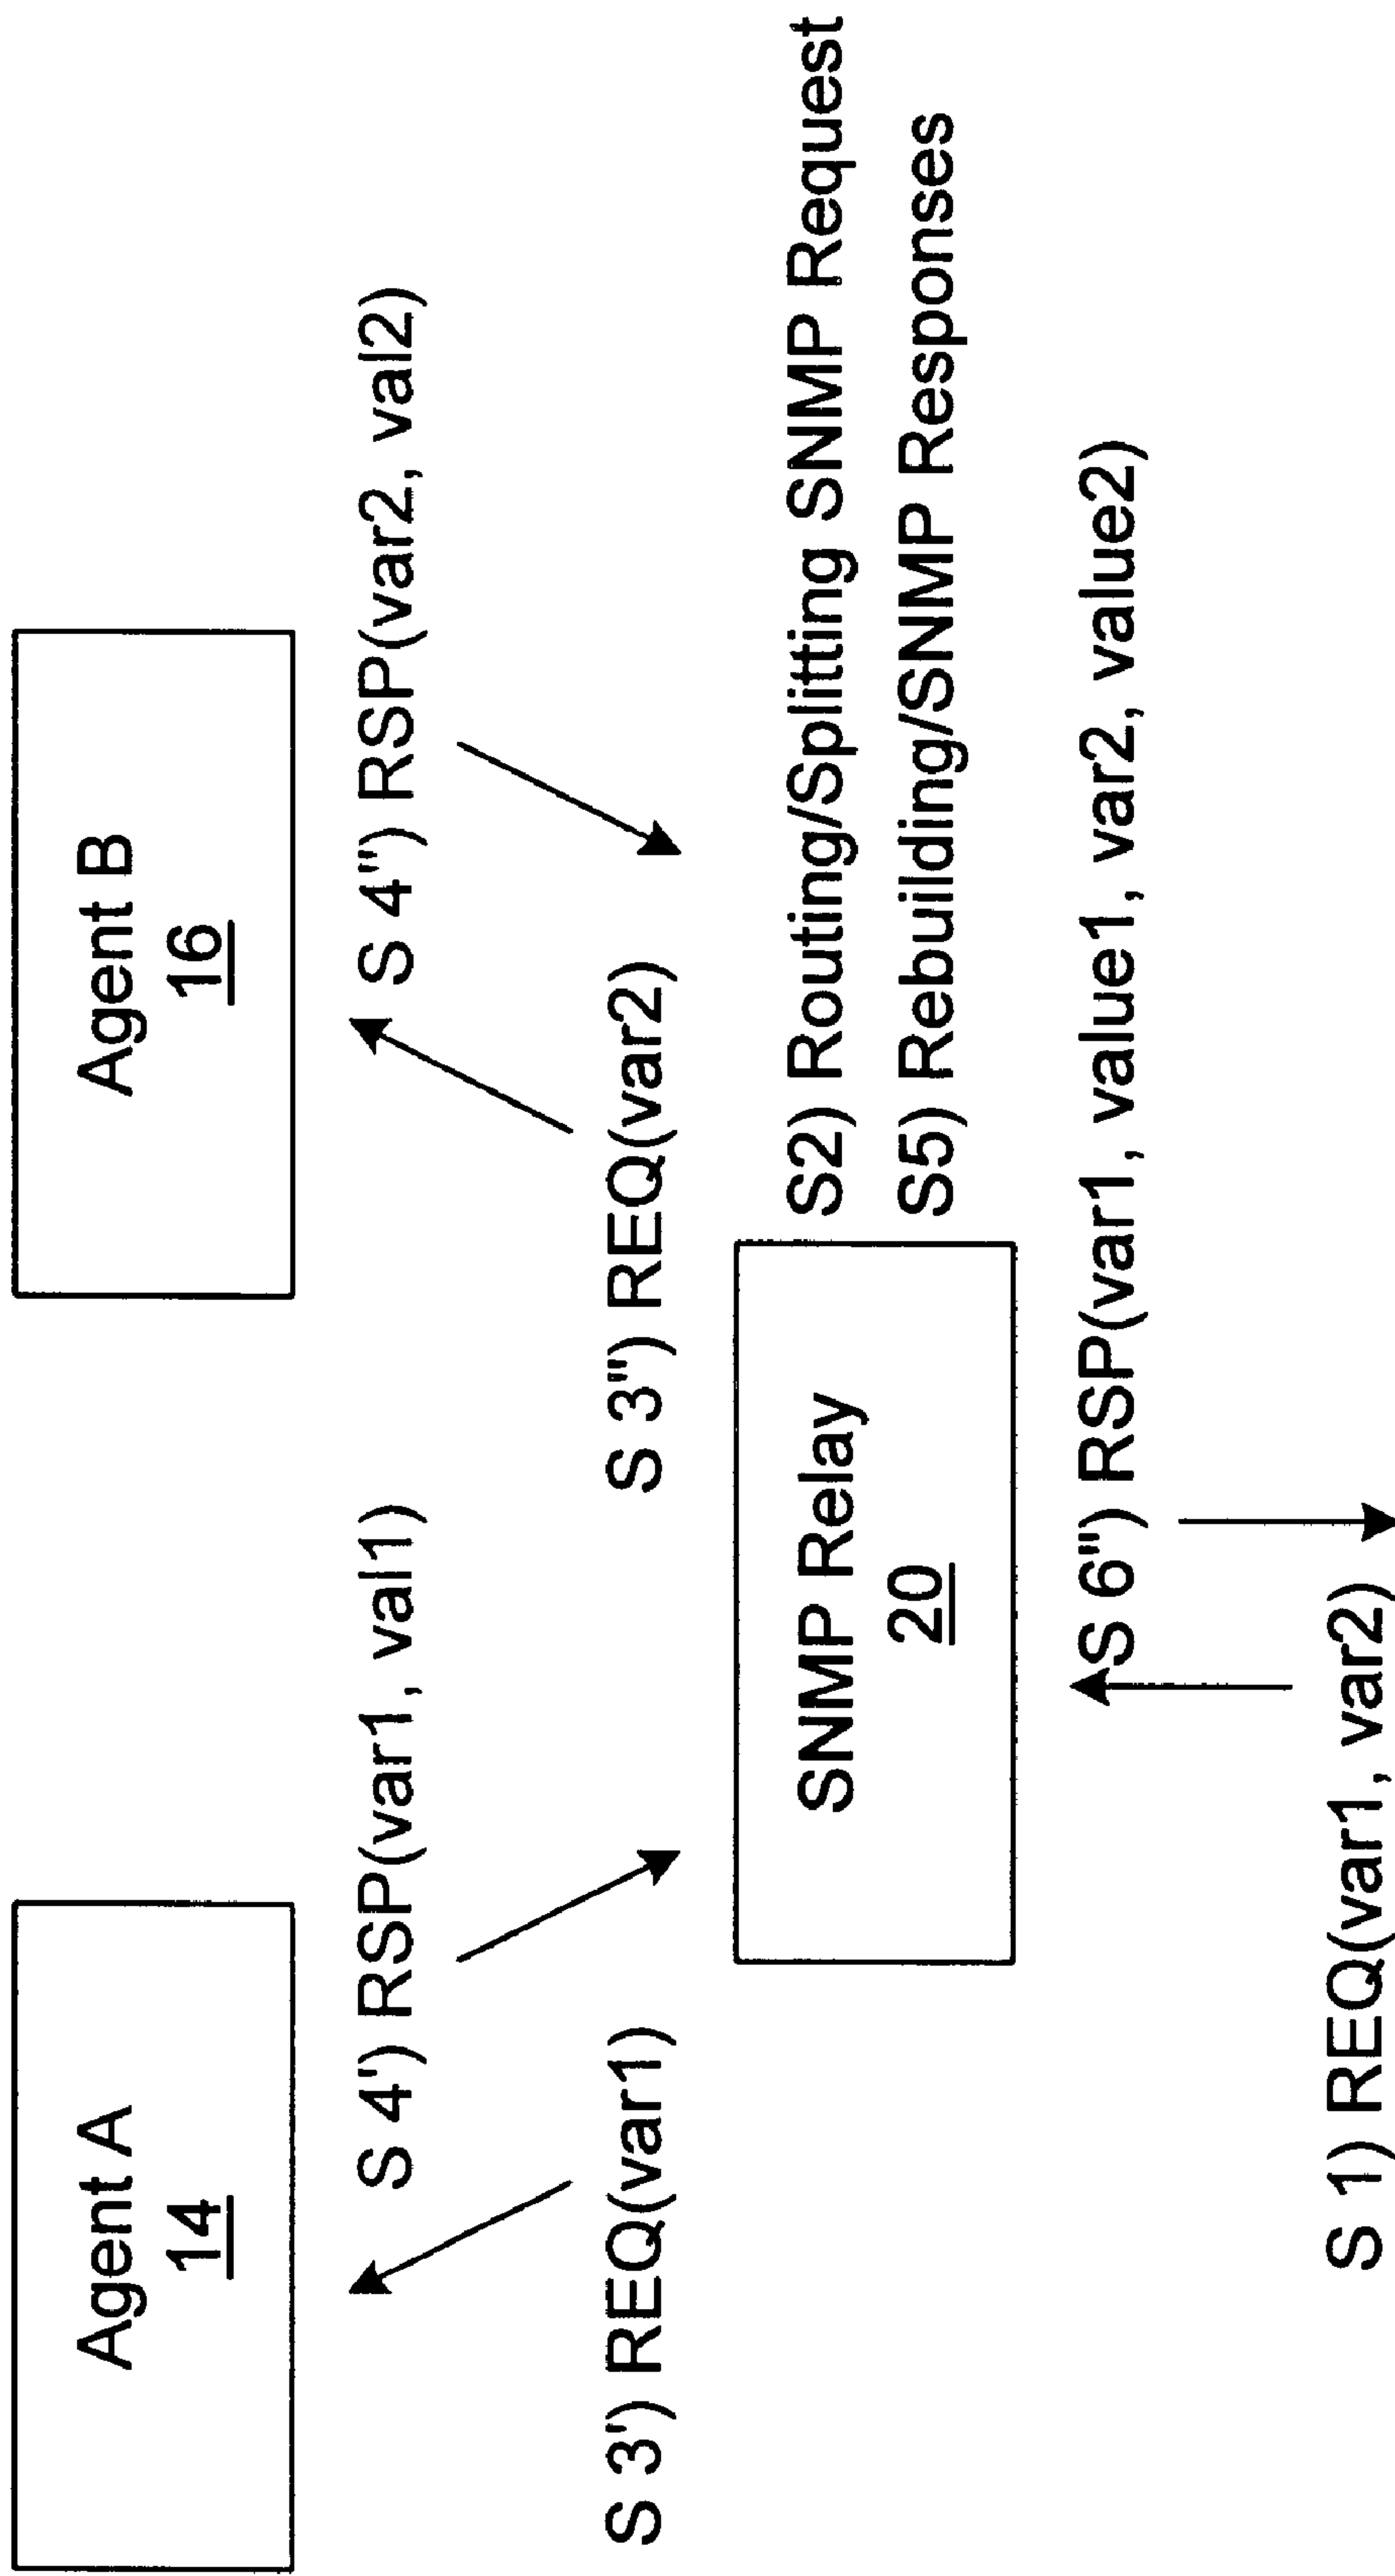 Agent A
14
Agent B
16
S 4') RSP(var1, val1)
S 4") RSP(var2, val2)
S 3') REQ(var1)
S 3") REQ(var2)
SNMP Relay
20
S2) Routing/Splitting SNMP Request
S5) Rebuilding/SNMP Responses
S 6") RSP(var1, value1, var2, value2)
S 1) REQ(var1, var2)